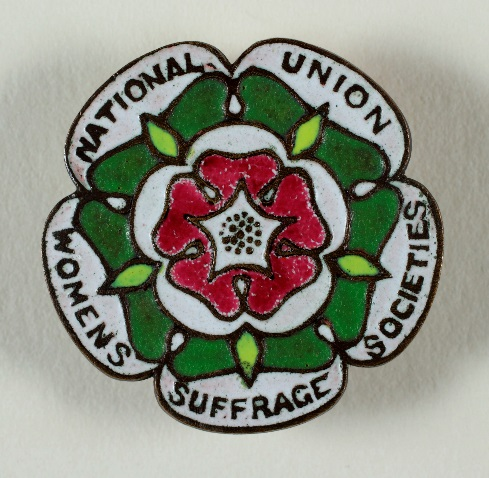 NATIONAL
UNION
WOMENS
SUFFRAGE
SOCIETIES